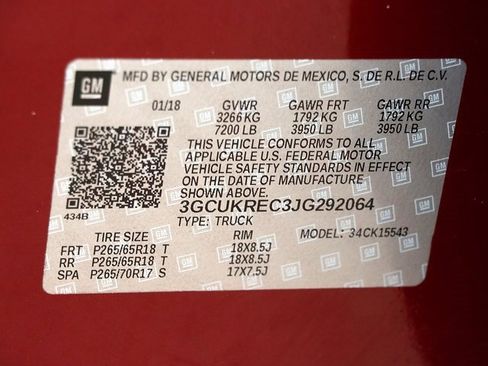 GM MFD BY GENERAL MOTORS DE MEXICO, S. DE R.L. DE C.V.
01/18 GVWR GAWR FRT GAWR RR
3266 KG 1792 KG 1792 KG
7200 LB 3950 LB 3950 LB
THIS VEHICLE CONFORMS TO ALL
APPLICABLE U.S. FEDERAL MOTOR
VEHICLE SAFETY STANDARDS IN EFFECT
ON THE DATE OF MANUFACTURE
SHOWN ABOVE.
434B
3GCUKREC3JG292064
TYPE: TRUCK
TIRE SIZE RIM MODEL: 34CK15543
FRT P265/65R18 T 18X8.5J
RR P265/65R18 T 18X8.5J
SPA P265/70R17 S 17X7.5J